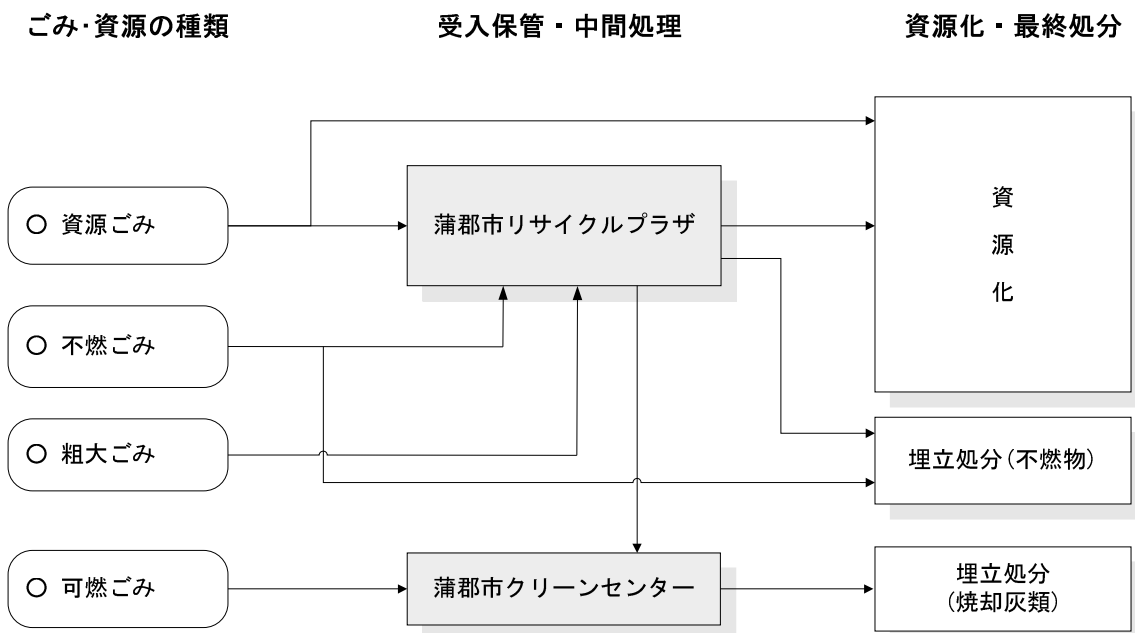 ごみ･資源の種類
受入保管・中間処理
資源化・最終処分
○ 資源ごみ
○ 不燃ごみ
○ 粗大ごみ
○ 可燃ごみ
蒲郡市リサイクルプラザ
蒲郡市クリーンセンター
資
源
化
埋立処分(不燃物)
埋立処分
(焼却灰類)